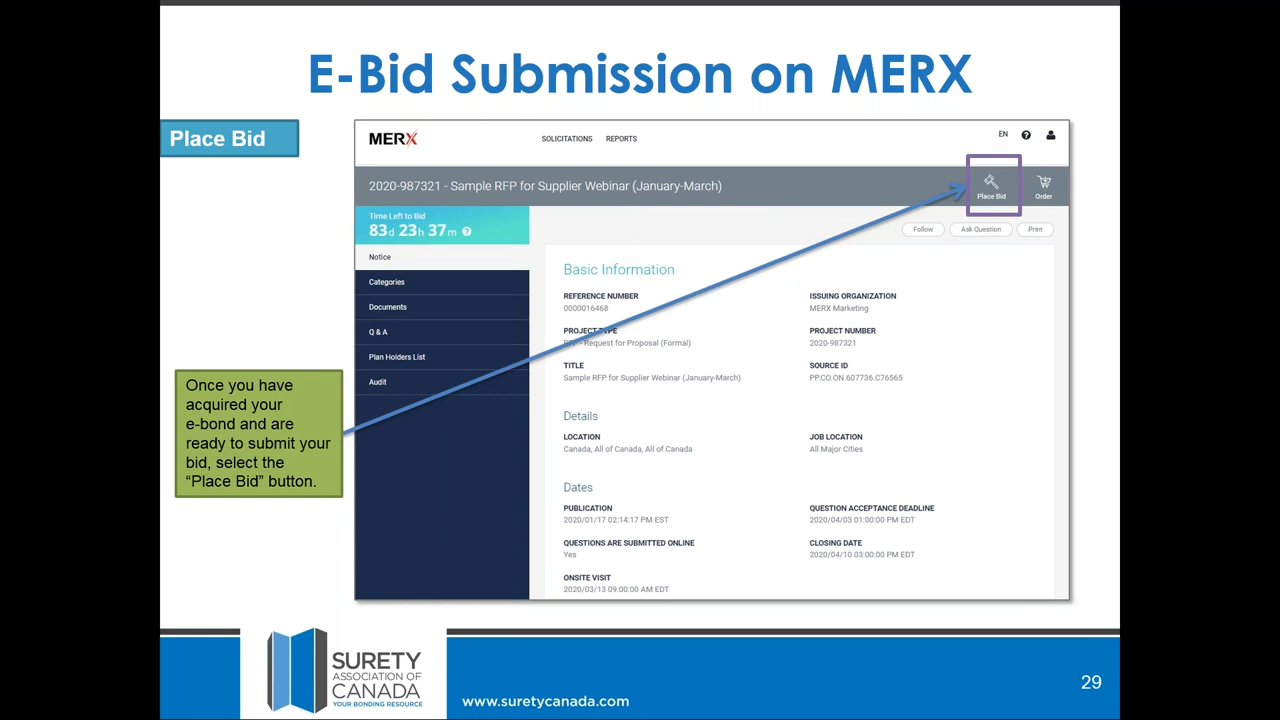 E-Bid Submission on MERX
Place Bid
MERX
SOLICITATIONS REPORTS
EN
2020-987321 - Sample RFP for Supplier Webinar (January-March)
Place Bid
Order
Time Left to Bid
83d 23h 37m
Follow
Ask Question
Print
Notice
Categories
Documents
Q & A
Plan Holders List
Audit
Once you have
acquired your
e-bond and are
ready to submit your
bid, select the
“Place Bid” button.
Basic Information
REFERENCE NUMBER
0000016468
ISSUING ORGANIZATION
MERX Marketing
PROJECT TYPE
RFP - Request for Proposal (Formal)
PROJECT NUMBER
2020-987321
TITLE
Sample RFP for Supplier Webinar (January-March)
SOURCE ID
PP.CO.ON.607736.C76565
Details
LOCATION
Canada, All of Canada, All of Canada
JOB LOCATION
All Major Cities
Dates
PUBLICATION
2020/01/17 02:14:17 PM EST
QUESTION ACCEPTANCE DEADLINE
2020/04/03 01:00:00 PM EDT
QUESTIONS ARE SUBMITTED ONLINE
Yes
CLOSING DATE
2020/04/10 03:00:00 PM EDT
ONSITE VISIT
2020/03/13 09:00:00 AM EDT
SURETY
ASSOCIATION OF
CANADA
YOUR BONDING RESOURCE
www.suretycanada.com
29